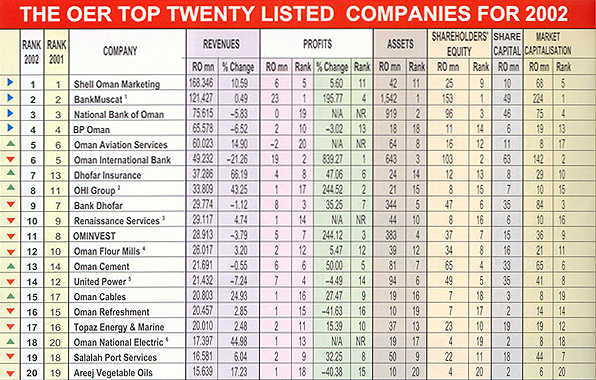 THE OER TOP TWENTY LISTED COMPANIES FOR 2002
RANK 2002 RANK 2001 COMPANY REVENUES PROFITS ASSETS SHAREHOLDERS' EQUITY SHARE CAPITAL MARKET CAPITALISATION
RO mn % Change RO mn Rank % Change Rank RO mn Rank RO mn Rank RO mn RO mn Rank
1 1 Shell Oman Marketing 168.346 10.59 6 5 5.60 11 42 11 25 9 10 68 5
2 2 BankMuscat 1 121.427 0.49 23 1 195.77 4 1,542 1 153 1 49 224 1
3 3 National Bank of Oman 75.615 –5.83 0 19 N/A NR 919 2 96 3 46 75 4
4 4 BP Oman 65.578 –6.52 2 10 –3.02 13 18 18 11 14 6 19 13
5 6 Oman Aviation Services 60.023 14.90 –2 20 N/A NR 64 8 16 12 11 8 17
6 5 Oman International Bank 49.232 –21.26 19 2 839.27 1 643 3 103 2 63 142 2
7 13 Dhofar Insurance 37.286 66.19 4 8 47.06 6 24 14 12 13 8 29 10
8 11 OHI Group 2 33.809 43.25 1 17 244.52 2 21 15 8 15 7 10 15
9 7 Bank Dhofar 29.774 –1.12 8 3 35.25 7 344 5 47 6 35 84 3
10 9 Renaissance Services 3 29.117 4.74 1 14 N/A NR 44 10 8 16 6 10 16
11 8 OMINVEST 28.913 –3.79 5 7 244.12 3 383 4 37 7 15 36 9
12 10 Oman Flour Mills 4 26.017 3.20 2 12 5.47 12 39 12 34 8 16 21 11
13 14 Oman Cement 21.691 –0.55 6 6 50.00 5 81 7 65 4 33 65 6
14 12 United Power 5 21.432 –7.24 7 4 –4.49 14 94 6 49 5 35 41 8
15 17 Oman Cables 20.803 24.93 1 16 27.47 9 19 16 7 18 3 8 19
16 15 Oman Refreshment 20.457 2.85 1 15 –41.63 16 10 19 7 17 2 14 14
17 16 Topaz Energy & Marine 20.010 2.48 2 11 15.39 10 37 13 23 10 19 19 12
18 20 Oman National Electric 6 17.397 44.98 1 13 N/A NR 19 17 4 19 2 8 18
19 18 Salalah Port Services 16.581 6.04 2 9 32.25 8 50 9 22 11 18 44 7
20 19 Areej Vegetable Oils 15.639 17.23 1 18 –40.38 15 10 20 4 20 2 5 20